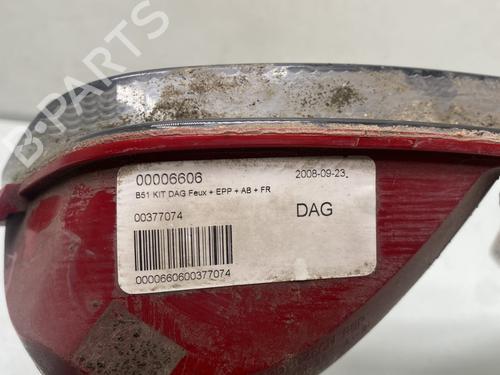 B-PARTS
00006606 2008-09-23
B51 KIT DAG Feux + EPP + AB + FR
00377074 DAG
0000660600377074